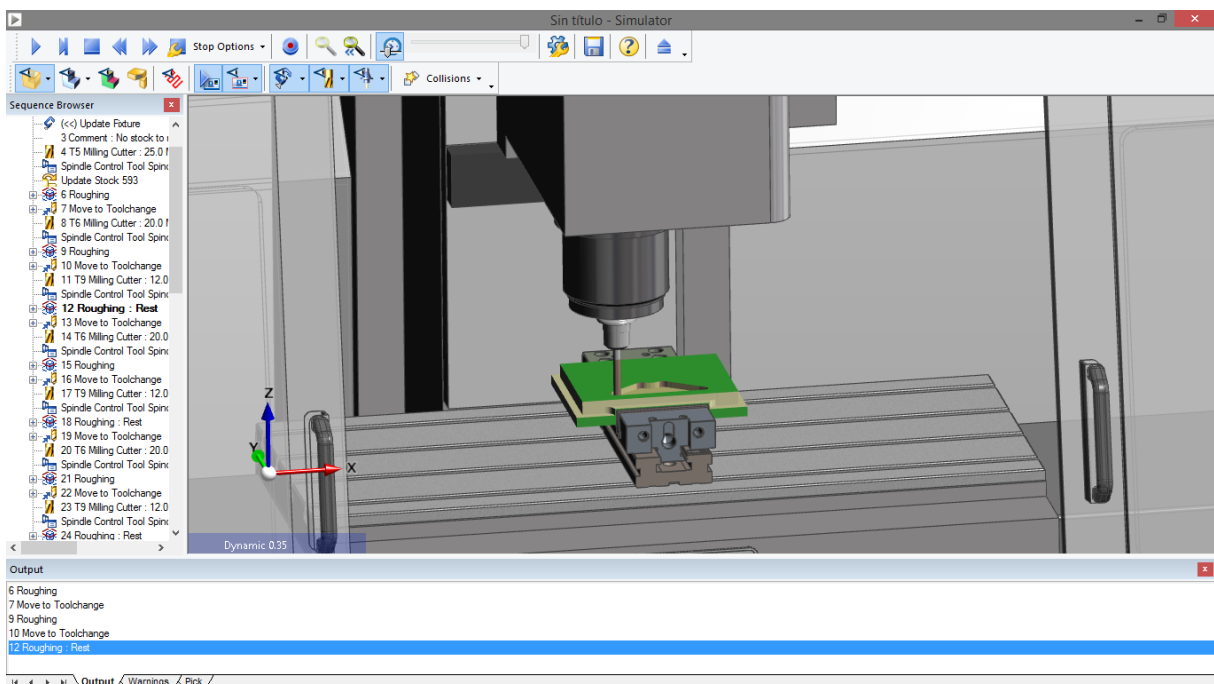 Sin título - Simulator
Stop Options
Collisions
Sequence Browser
(<<) Update Fixture
3 Comment : No stock to
4 T5 Milling Cutter : 25.0
Spindle Control Tool Spin
Update Stock 593
6 Roughing
7 Move to Toolchange
8 T6 Milling Cutter : 20.0
Spindle Control Tool Spin
9 Roughing
10 Move to Toolchange
11 T9 Milling Cutter : 12.0
Spindle Control Tool Spin
12 Roughing : Rest
13 Move to Toolchange
14 T6 Milling Cutter : 20.0
Spindle Control Tool Spin
15 Roughing
16 Move to Toolchange
17 T9 Milling Cutter : 12.0
Spindle Control Tool Spin
18 Roughing : Rest
19 Move to Toolchange
20 T6 Milling Cutter : 20.0
Spindle Control Tool Spin
21 Roughing
22 Move to Toolchange
23 T9 Milling Cutter : 12.0
Spindle Control Tool Spin
24 Roughing : Rest
Z
Y
X
Dynamic 0.35
Output
6 Roughing
7 Move to Toolchange
9 Roughing
10 Move to Toolchange
12 Roughing : Rest
Output
Warnings
Pick